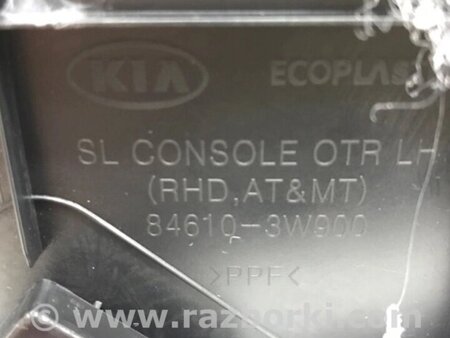 KIA ECOPLAS
SL CONSOLE OTR LH
(RHD,AT&MT)
84610-3W900
>PPF<
www.razborki.com